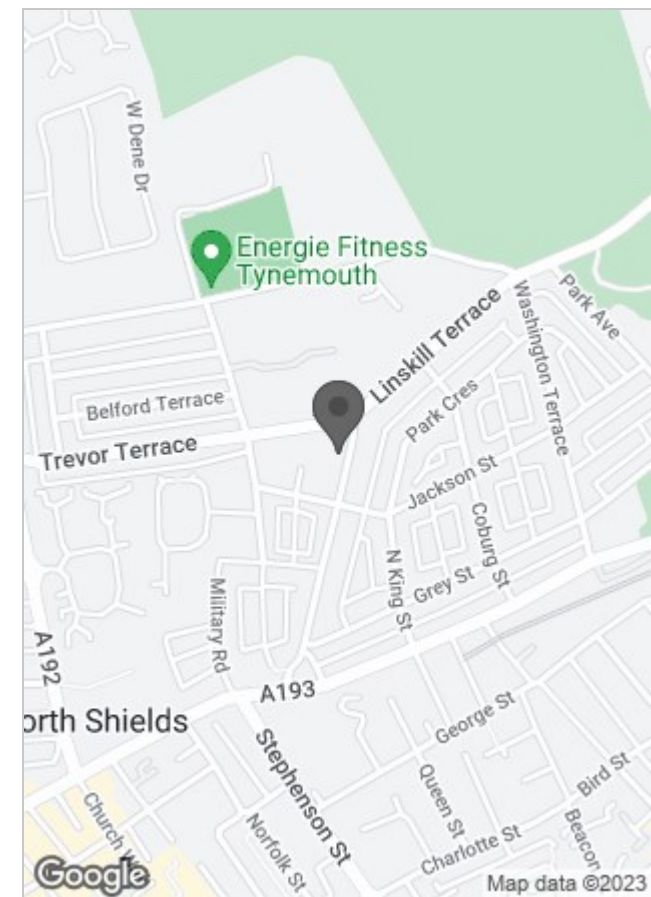 W Dene Dr
Energie Fitness
Tynemouth
Linskill Terrace
Park Ave
Washington Terrace
Belford Terrace
Park Cres
Trevor Terrace
Jackson St
Coburg St
N King St
Grey St
Military Rd
A192
A193
orth Shields
George St
Stephenson St
Queen St
Bird St
Church W
Norfolk St
Charlotte St
Beacon
Google
Map data ©2023